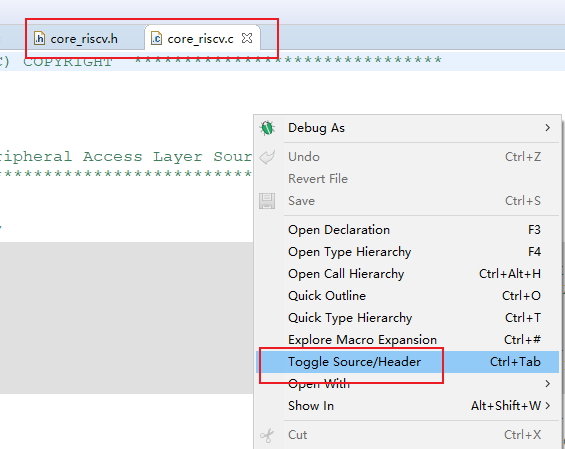 core_riscv.h
core_riscv.c
C) COPYRIGHT *******************************
Debug As
ripheral Access Layer Sour
Undo Ctrl+Z
Revert File
Save Ctrl+S
Open Declaration F3
Open Type Hierarchy F4
Open Call Hierarchy Ctrl+Alt+H
Quick Outline Ctrl+O
Quick Type Hierarchy Ctrl+T
Explore Macro Expansion Ctrl+#
Toggle Source/Header Ctrl+Tab
Open With
Show In Alt+Shift+W
Cut Ctrl+X